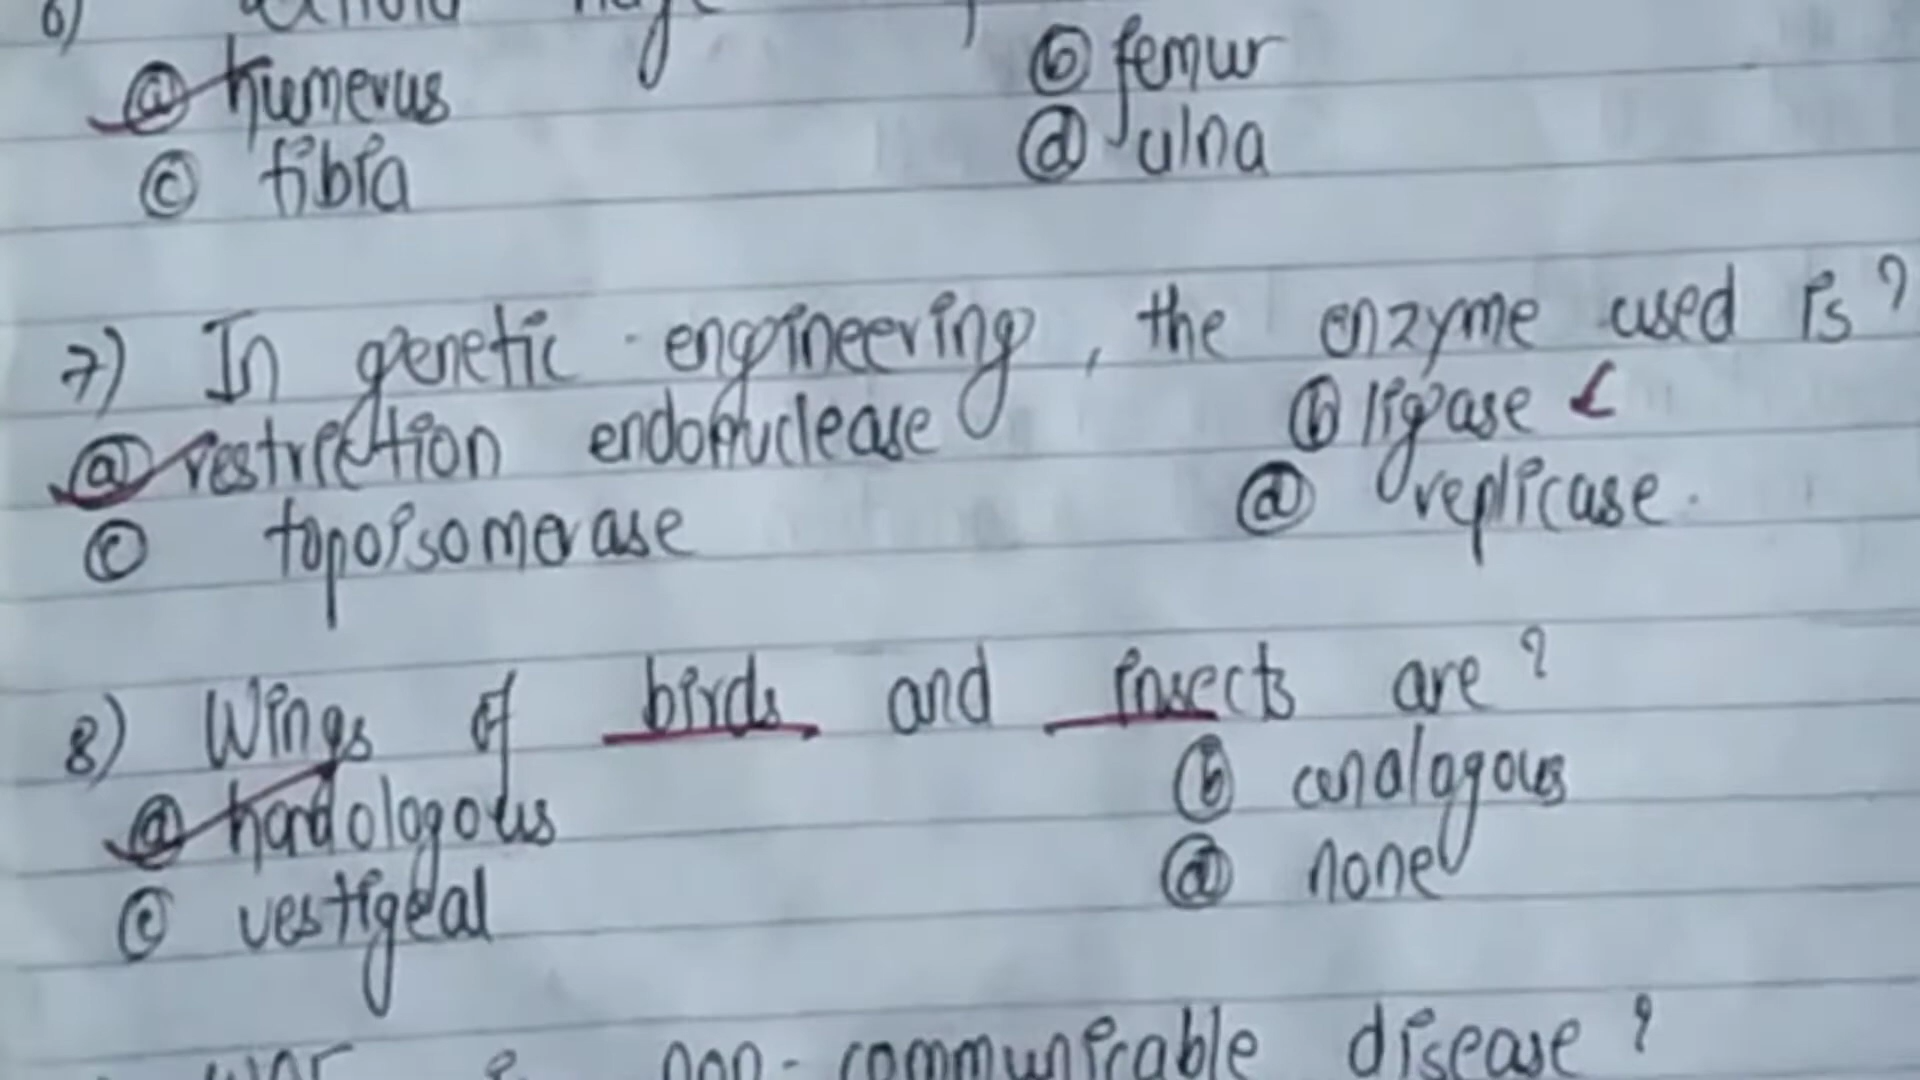 6)
ⓐ humerus ⓑ femur
ⓒ tibia ⓓ ulna
7) In genetic engineering, the enzyme used is?
ⓐ restriction endonuclease ⓑ ligase
ⓒ topoisomerase ⓓ replicase.
8) Wings of birds and insects are?
ⓐ homologous ⓑ analogous
ⓒ vestigeal ⓓ none
non-communicable disease?